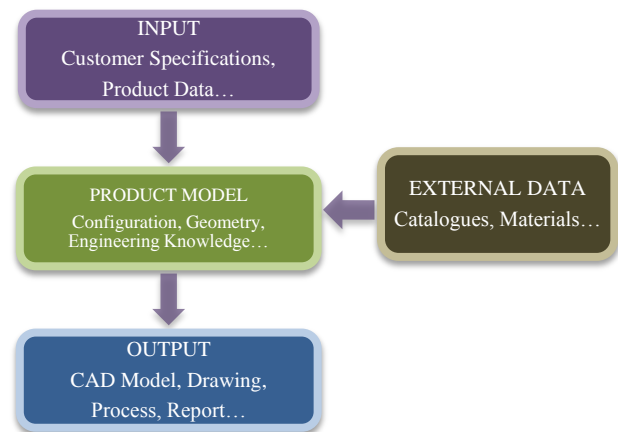 INPUT
Customer Specifications,
Product Data…
PRODUCT MODEL
Configuration, Geometry,
Engineering Knowledge…
EXTERNAL DATA
Catalogues, Materials…
OUTPUT
CAD Model, Drawing,
Process, Report…